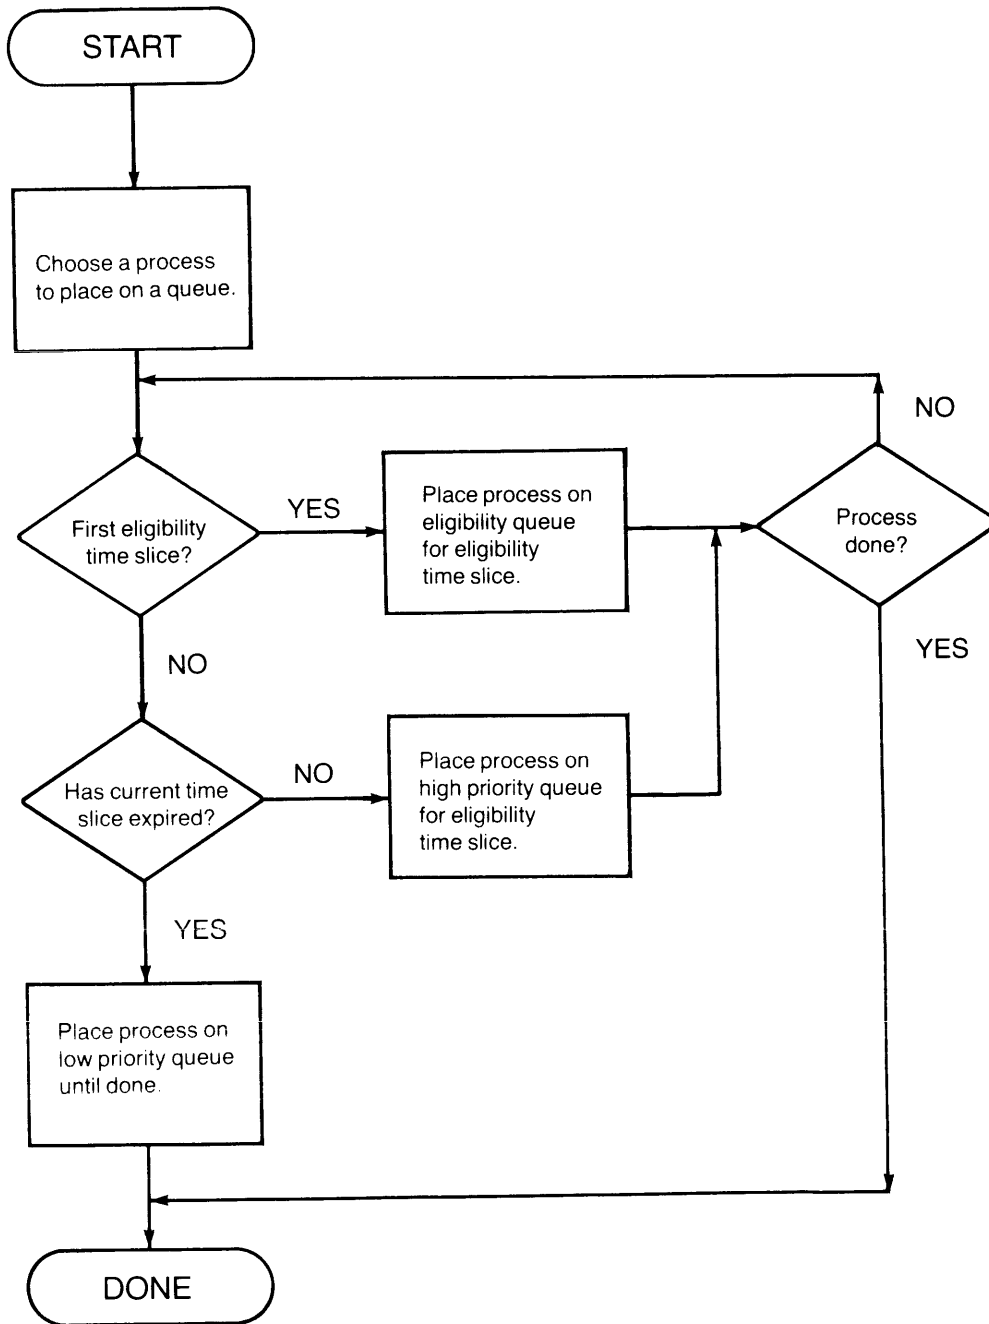 START
Choose a process
to place on a queue.
NO
First eligibility
time slice?
YES
Place process on
eligibility queue
for eligibility
time slice.
Process
done?
NO
YES
Has current time
slice expired?
NO
Place process on
high priority queue
for eligibility
time slice.
YES
Place process on
low priority queue
until done.
DONE